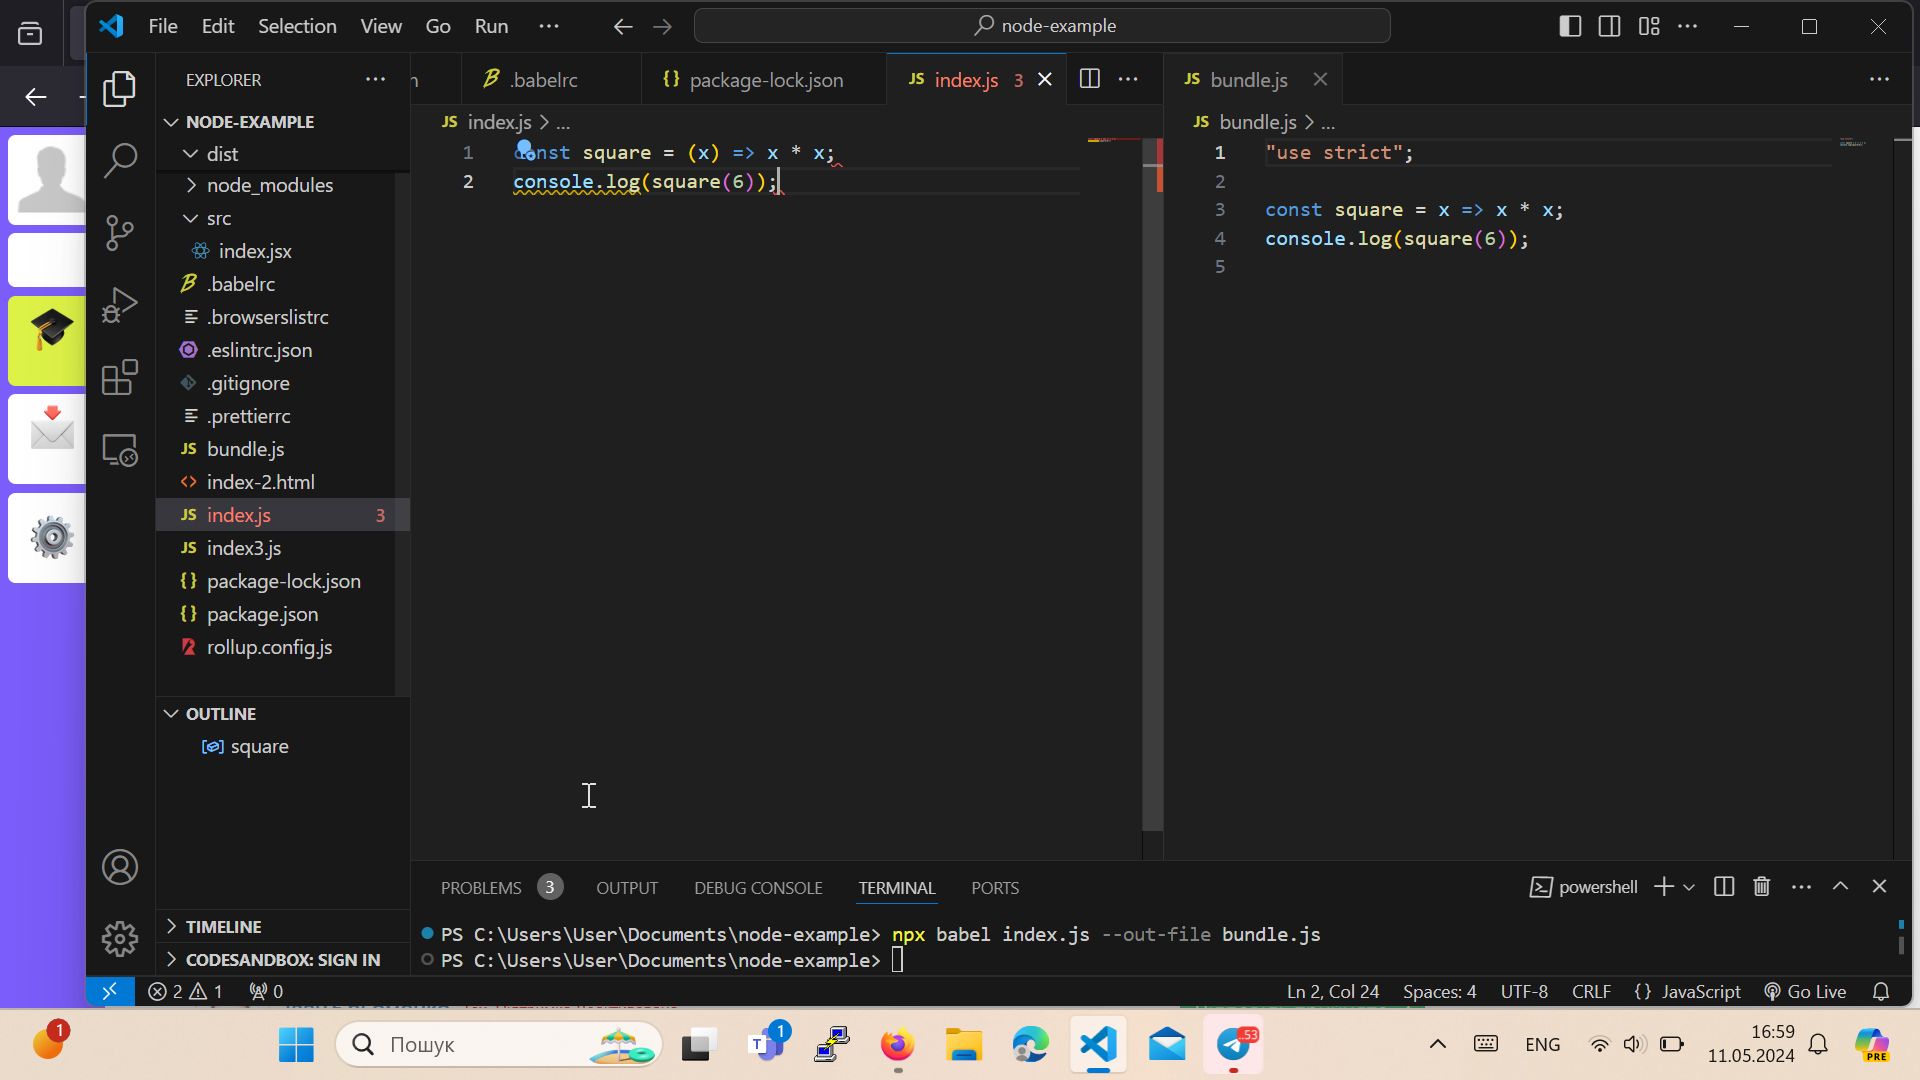 File Edit Selection View Go Run ... node-example
EXPLORER ...
.babelrc package-lock.json index.js 3 bundle.js
NODE-EXAMPLE
dist
node_modules
src
index.jsx
.babelrc
.browserslistrc
.eslintrc.json
.gitignore
.prettierrc
JS bundle.js
index-2.html
JS index.js 3
JS index3.js
{} package-lock.json
{} package.json
rollup.config.js
OUTLINE
square
TIMELINE
CODESANDBOX: SIGN IN
JS index.js > ...
1 const square = (x) => x * x;
2 console.log(square(6));
JS bundle.js > ...
1 "use strict";
2
3 const square = x => x * x;
4 console.log(square(6));
5
PROBLEMS 3 OUTPUT DEBUG CONSOLE TERMINAL PORTS powershell
PS C:\Users\User\Documents\node-example> npx babel index.js --out-file bundle.js
PS C:\Users\User\Documents\node-example>
2 1 0 Ln 2, Col 24 Spaces: 4 UTF-8 CRLF {} JavaScript Go Live
1 Пошук T 1 ..53 ENG 16:59 PRE
11.05.2024